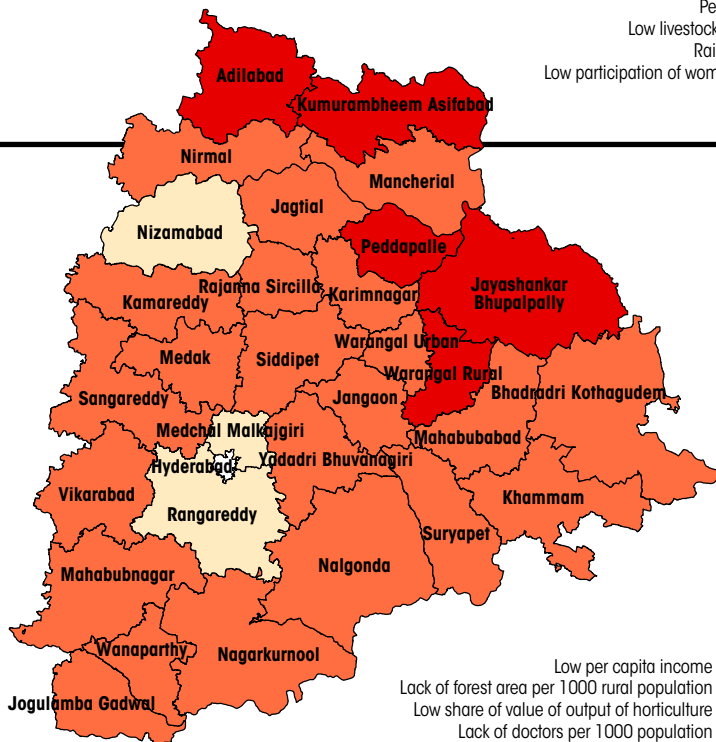 Pe
Low livestock
Rai
Low participation of wom
Adilabad
Kumurambheem Asifabad
Nirmal
Mancherial
Jagtial
Nizamabad
Peddapalle
Rajanna Sircilla
Karimnagar
Jayashankar
Bhupalpally
Kamareddy
Warangal Urban
Medak
Siddipet
Warangal Rural
Sangareddy
Jangaon
Bhadradri Kothagudem
Medchal Malkajgiri
Mahabubabad
Hyderabad
Yadadri Bhuvanagiri
Vikarabad
Khammam
Rangareddy
Suryapet
Nalgonda
Mahabubnagar
Wanaparthy
Nagarkurnool
Jogulamba Gadwal
Low per capita income
Lack of forest area per 1000 rural population
Low share of value of output of horticulture
Lack of doctors per 1000 population